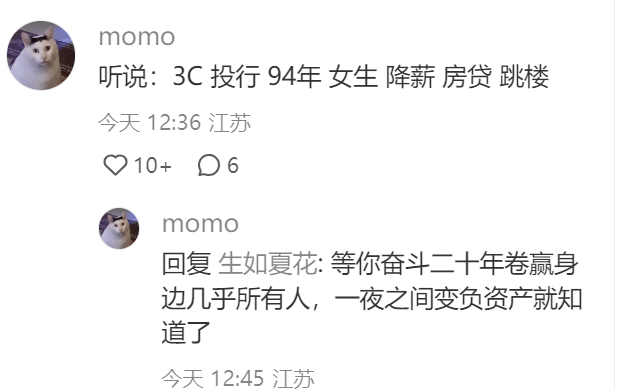 momo
听说：3C 投行 94年 女生 降薪 房贷 跳楼
今天 12:36 江苏
10+ 6
momo
回复 生如夏花: 等你奋斗二十年卷赢身
边几乎所有人，一夜之间变负资产就知
道了
今天 12:45 江苏